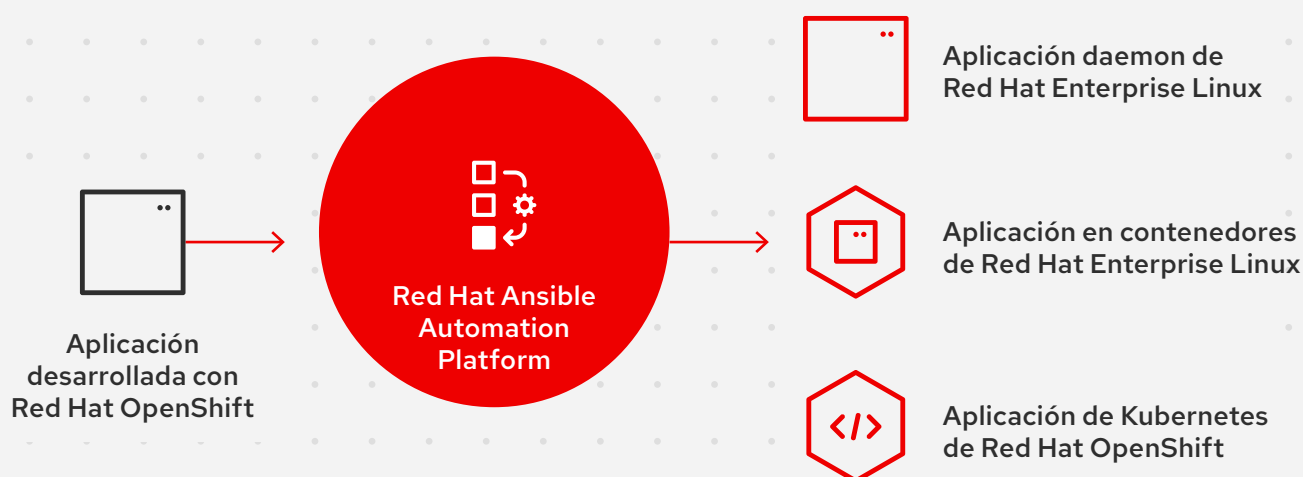 Aplicación
desarrollada con
Red Hat OpenShift
Red Hat Ansible
Automation
Platform
Aplicación daemon de
Red Hat Enterprise Linux
Aplicación en contenedores
de Red Hat Enterprise Linux
</>
Aplicación de Kubernetes
de Red Hat OpenShift